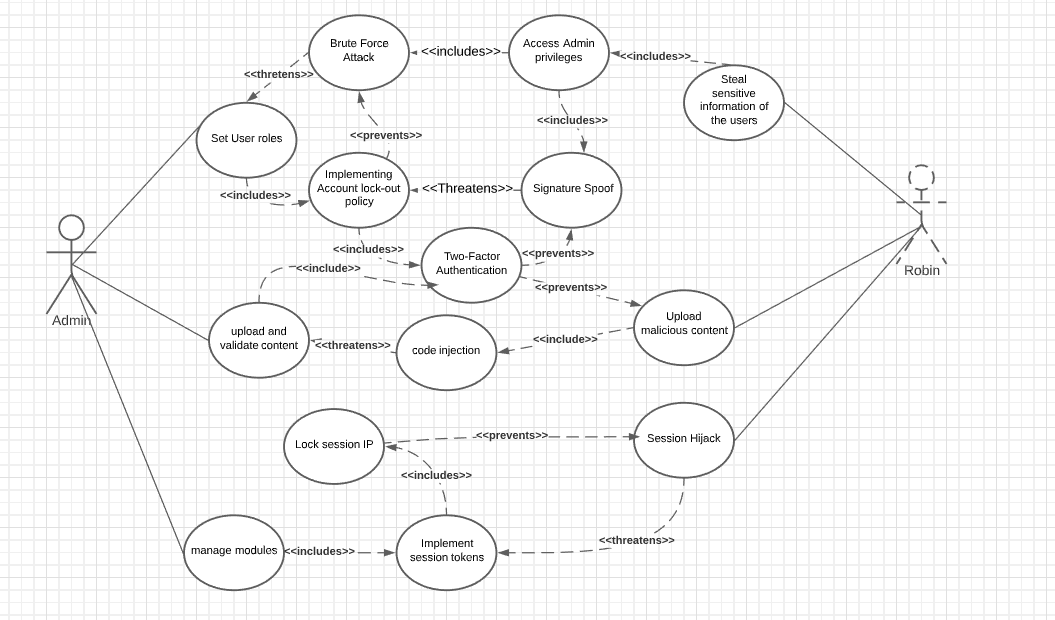 Brute Force
Attack
<<includes>>
Access Admin
privileges
<<includes>>
Steal
sensitive
information of
the users
<<thretens>>
Set User roles
<<prevents>>
<<includes>>
<<includes>>
Implementing
Account lock-out
policy
<<Threatens>>
Signature Spoof
<<includes>>
Two-Factor
Authentication
<<prevents>>
<<include>>
<<prevents>>
Robin
Admin
upload and
validate content
<<threatens>>
code injection
<<include>>
Upload
malicious content
Lock session IP
<<prevents>>
Session Hijack
<<includes>>
<<threatens>>
manage modules
<<includes>>
Implement
session tokens